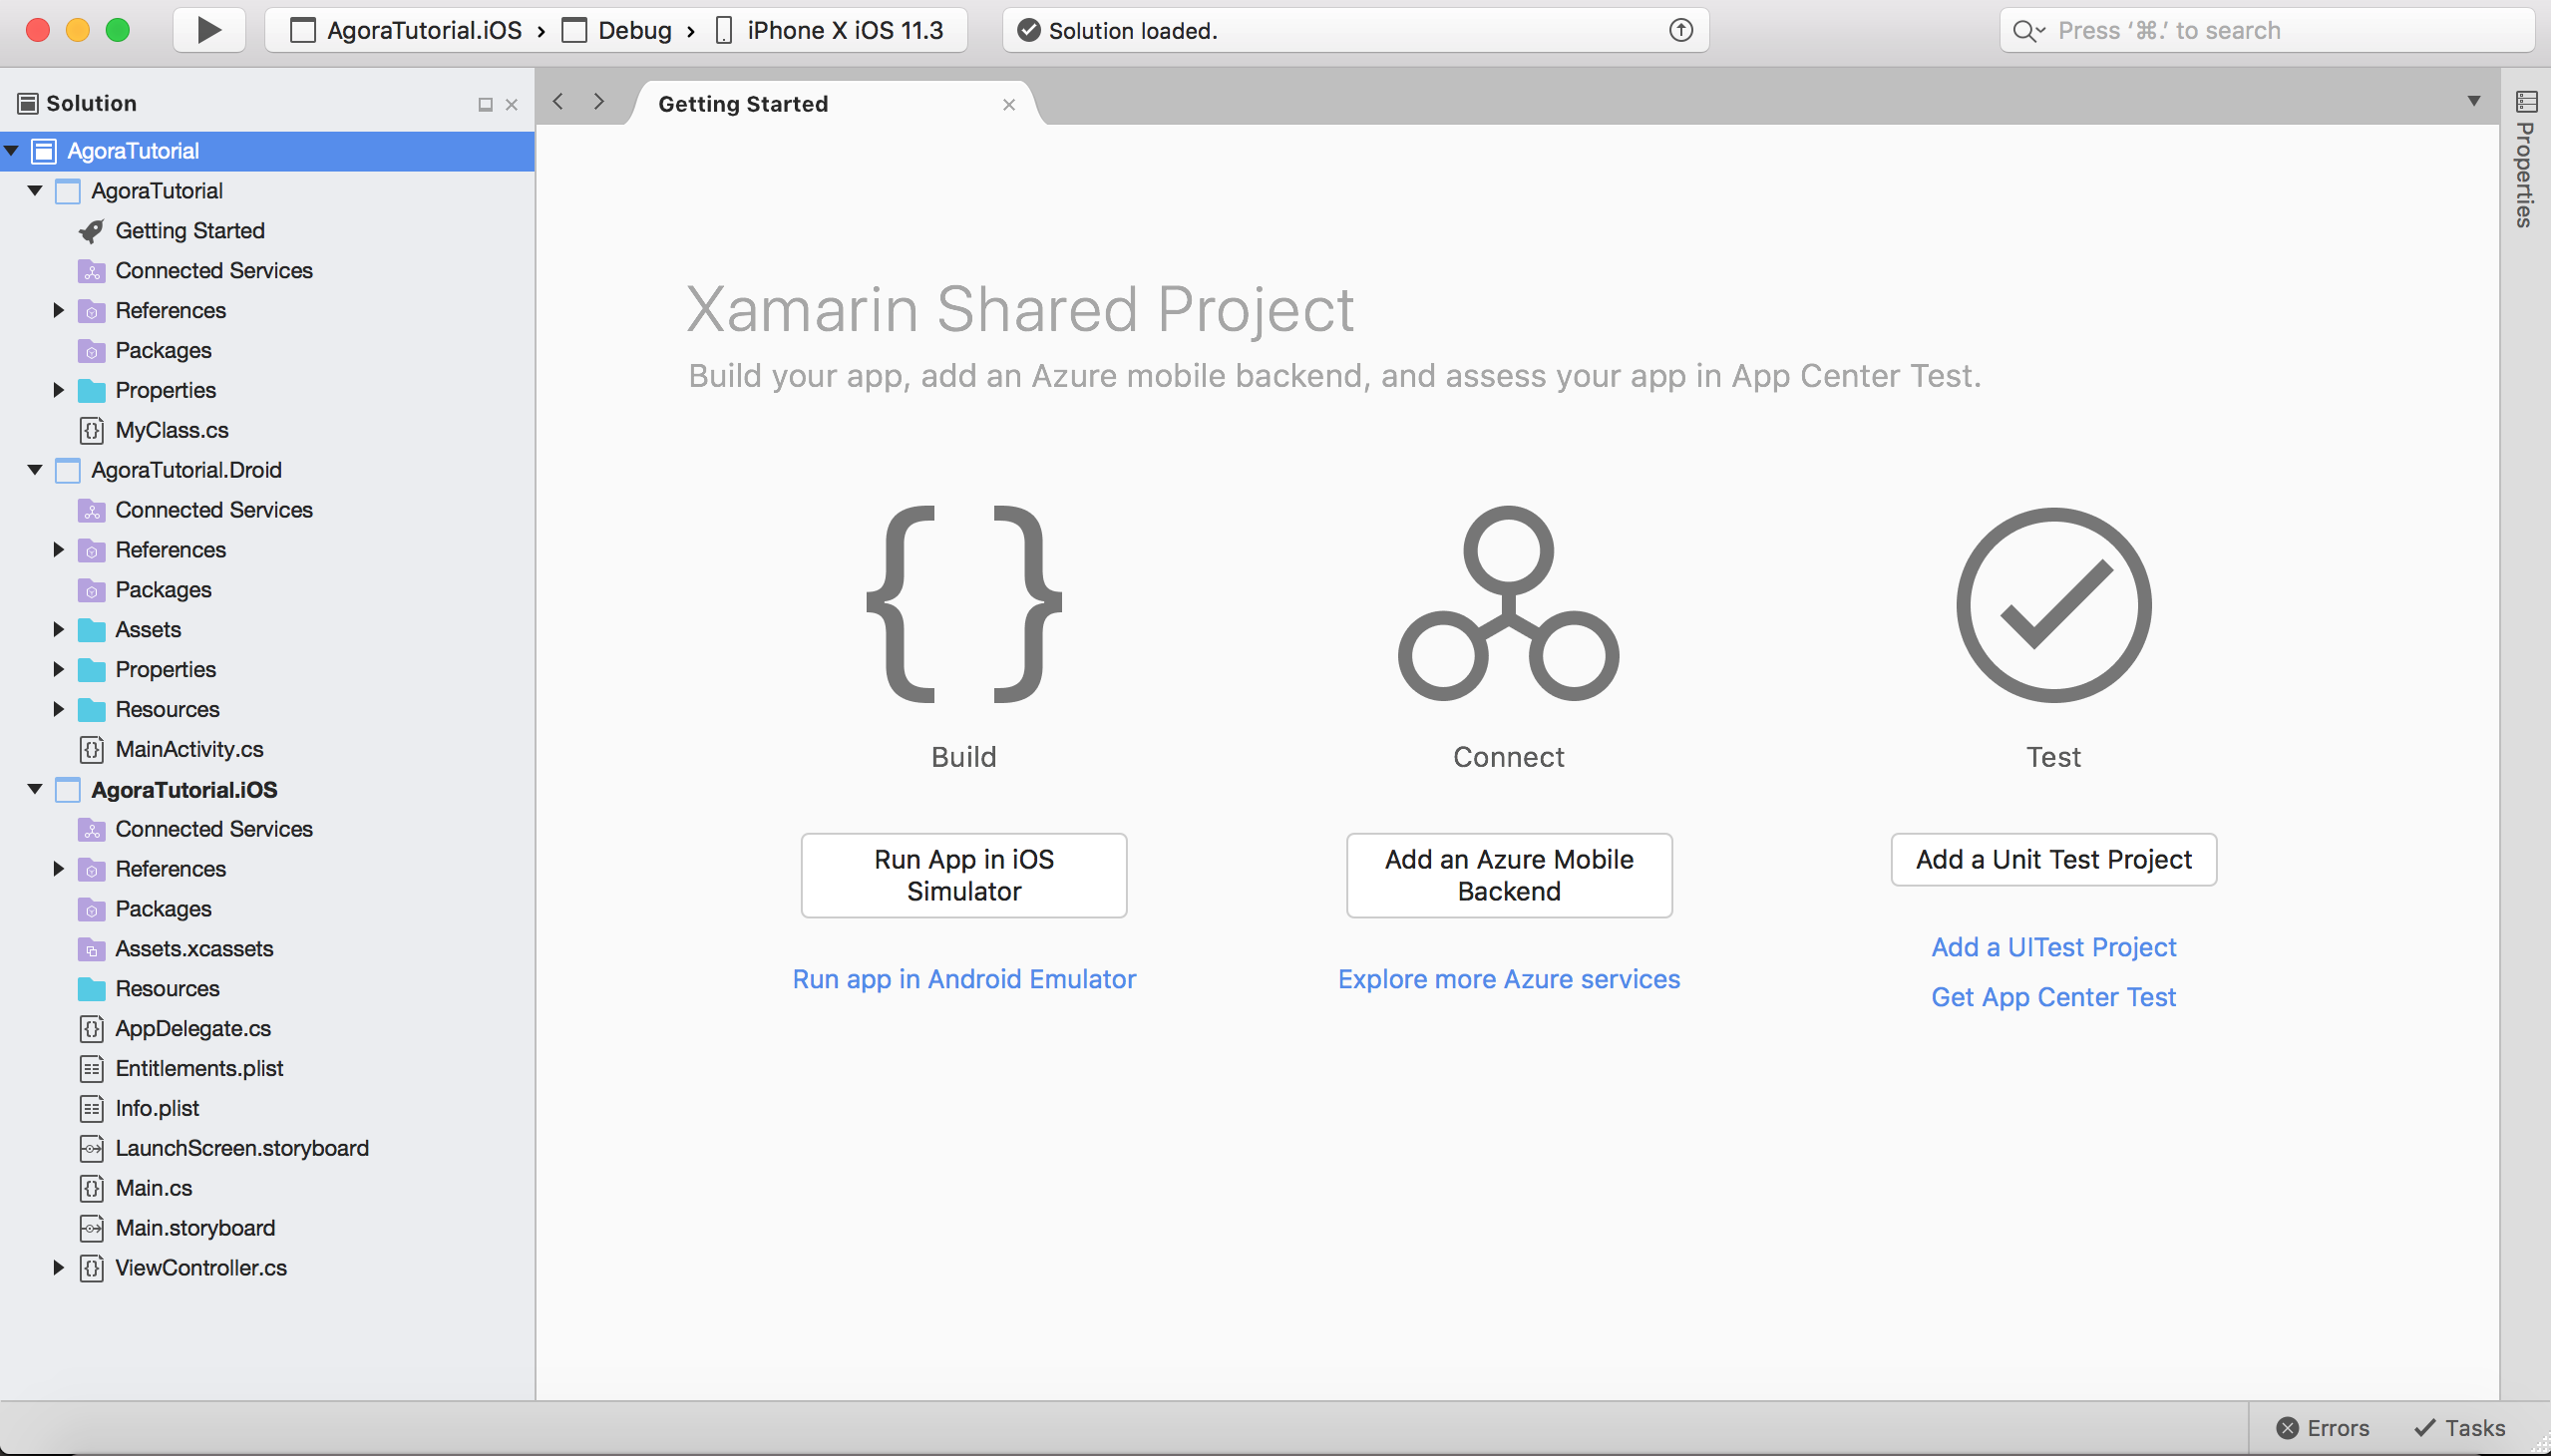 AgoraTutorial.iOS › Debug › iPhone X iOS 11.3
Solution loaded.
Press ‘⌘.’ to search
Solution
AgoraTutorial
AgoraTutorial
Getting Started
Connected Services
References
Packages
Properties
MyClass.cs
AgoraTutorial.Droid
Connected Services
References
Packages
Assets
Properties
Resources
MainActivity.cs
AgoraTutorial.iOS
Connected Services
References
Packages
Assets.xcassets
Resources
AppDelegate.cs
Entitlements.plist
Info.plist
LaunchScreen.storyboard
Main.cs
Main.storyboard
ViewController.cs
Getting Started
Xamarin Shared Project
Build your app, add an Azure mobile backend, and assess your app in App Center Test.
Build
Run App in iOS
Simulator
Run app in Android Emulator
Connect
Add an Azure Mobile
Backend
Explore more Azure services
Test
Add a Unit Test Project
Add a UITest Project
Get App Center Test
Properties
Errors
Tasks